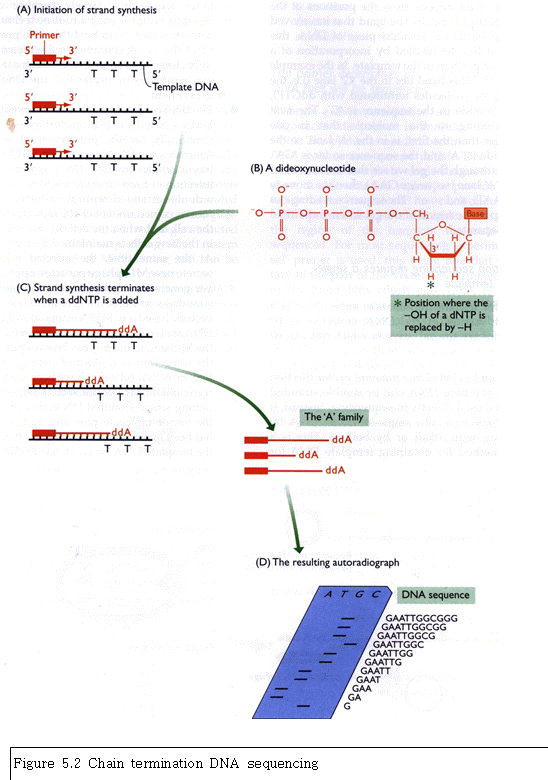 (A) Initiation of strand synthesis
Primer
5′ 3′
3′ T T T 5′
Template DNA
5′ 3′
3′ T T T 5′
5′ 3′
3′ T T T 5′
(B) A dideoxynucleotide
O⁻ O⁻ O⁻
⁻O–P–O–P–O–P–O–CH₂ Base
O O O
O
C C
H H H H
C C
3′
H H
*
* Position where the
–OH of a dNTP is
replaced by –H
(C) Strand synthesis terminates
when a ddNTP is added
ddA
T T T
ddA
T T T
ddA
T T T
The ‘A’ family
ddA
ddA
ddA
(D) The resulting autoradiograph
A T G C
DNA sequence
GAATTGGCGGG
GAATTGGCGG
GAATTGGCG
GAATTGGC
GAATTGG
GAATTG
GAATT
GAAT
GAA
GA
G
Figure 5.2 Chain termination DNA sequencing